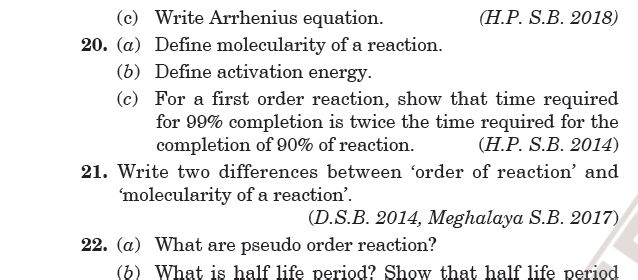 (c) Write Arrhenius equation. (H.P. S.B. 2018)
20. (a) Define molecularity of a reaction.
(b) Define activation energy.
(c) For a first order reaction, show that time required
for 99% completion is twice the time required for the
completion of 90% of reaction. (H.P. S.B. 2014)
21. Write two differences between ‘order of reaction’ and
‘molecularity of a reaction’.
(D.S.B. 2014, Meghalaya S.B. 2017)
22. (a) What are pseudo order reaction?
(b) What is half life period? Show that half life period